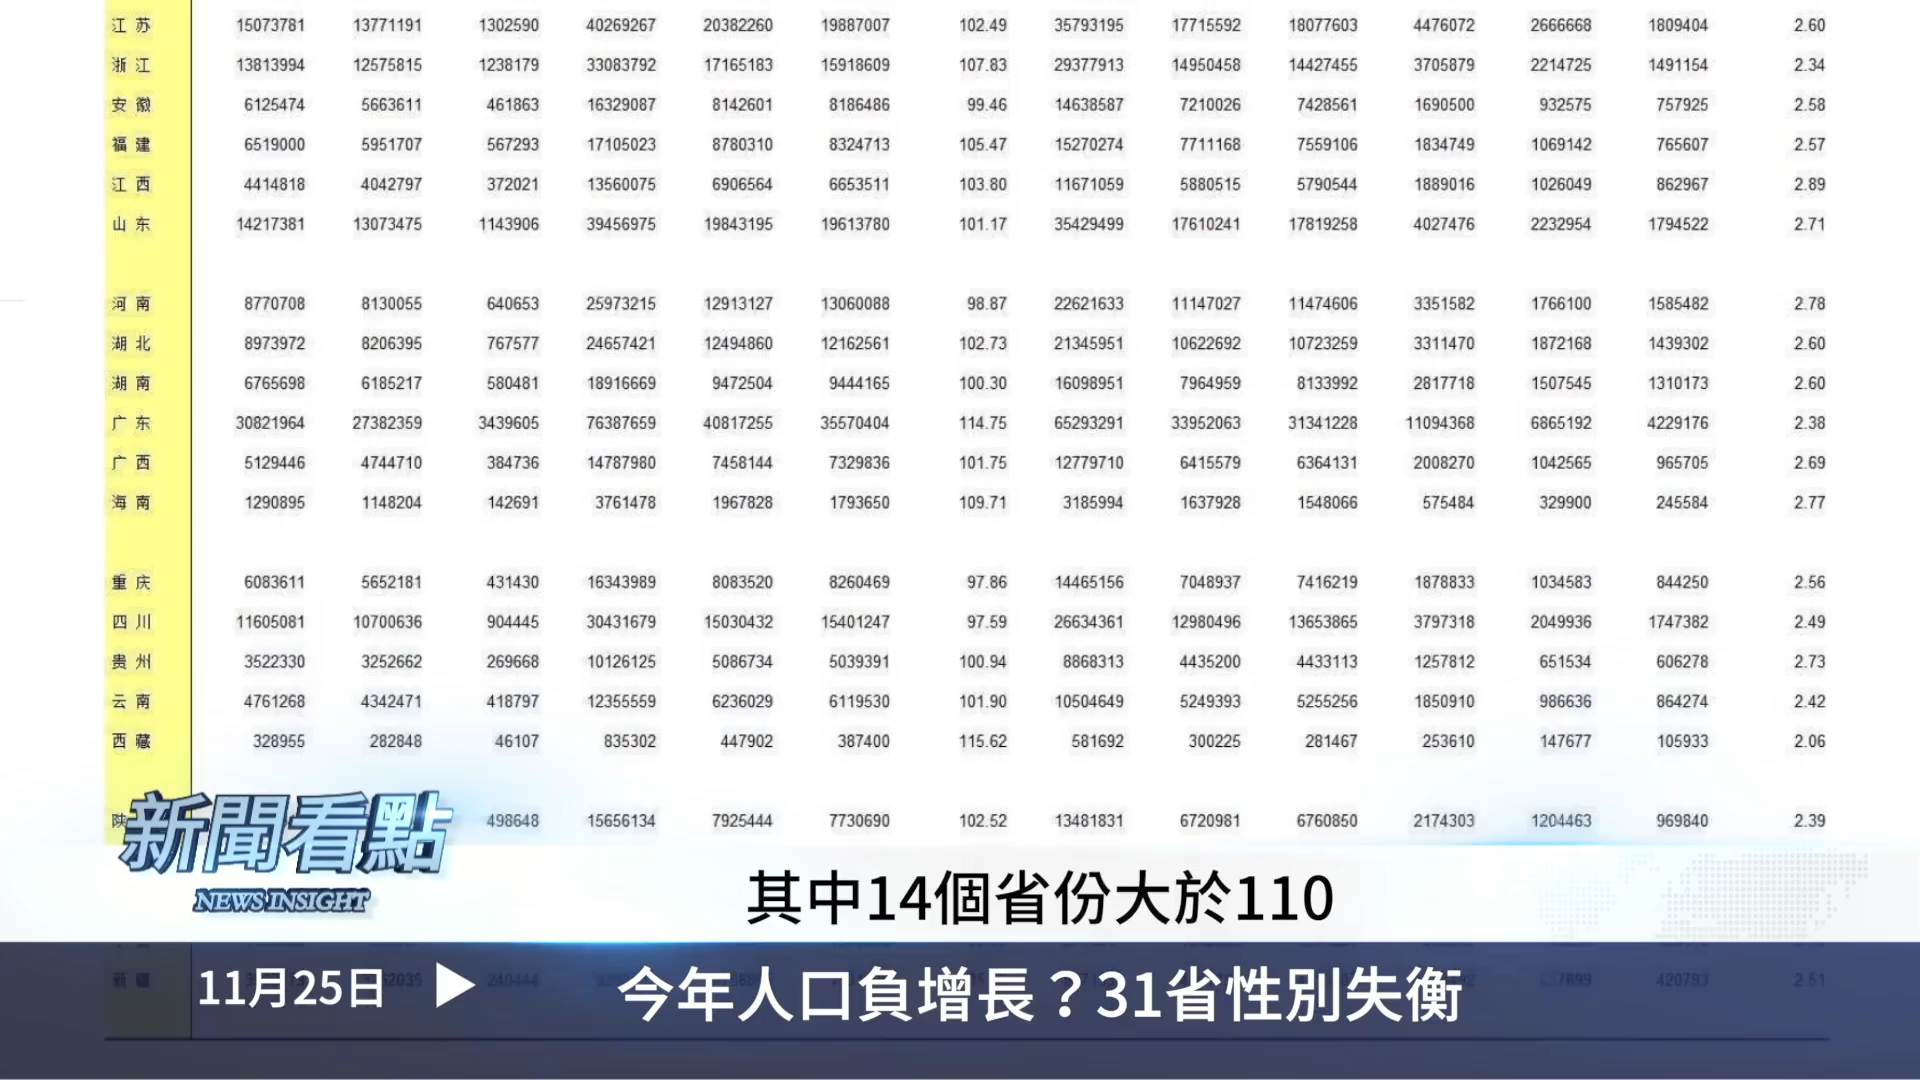 江 苏 15073781 13771191 1302590 40269267 20382260 19887007 102.49 35793195 17715592 18077603 4476072 2666668 1809404 2.60
浙 江 13813994 12575815 1238179 33083792 17165183 15918609 107.83 29377913 14950458 14427455 3705879 2214725 1491154 2.34
安 徽 6125474 5663611 461863 16329087 8142601 8186486 99.46 14638587 7210026 7428561 1690500 932575 757925 2.58
福 建 6519000 5951707 567293 17105023 8780310 8324713 105.47 15270274 7711168 7559106 1834749 1069142 765607 2.57
江 西 4414818 4042797 372021 13560075 6906564 6653511 103.80 11671059 5880515 5790544 1889016 1026049 862967 2.89
山 东 14217381 13073475 1143906 39456975 19843195 19613780 101.17 35429499 17610241 17819258 4027476 2232954 1794522 2.71
河 南 8770708 8130055 640653 25973215 12913127 13060088 98.87 22621633 11147027 11474606 3351582 1766100 1585482 2.78
湖 北 8973972 8206395 767577 24657421 12494860 12162561 102.73 21345951 10622692 10723259 3311470 1872168 1439302 2.60
湖 南 6765698 6185217 580481 18916669 9472504 9444165 100.30 16098951 7964959 8133992 2817718 1507545 1310173 2.60
广 东 30821964 27382359 3439605 76387659 40817255 35570404 114.75 65293291 33952063 31341228 11094368 6865192 4229176 2.38
广 西 5129446 4744710 384736 14787980 7458144 7329836 101.75 12779710 6415579 6364131 2008270 1042565 965705 2.69
海 南 1290895 1148204 142691 3761478 1967828 1793650 109.71 3185994 1637928 1548066 575484 329900 245584 2.77
重 庆 6083611 5652181 431430 16343989 8083520 8260469 97.86 14465156 7048937 7416219 1878833 1034583 844250 2.56
四 川 11605081 10700636 904445 30431679 15030432 15401247 97.59 26634361 12980496 13653865 3797318 2049936 1747382 2.49
贵 州 3522330 3252662 269668 10126125 5086734 5039391 100.94 8868313 4435200 4433113 1257812 651534 606278 2.73
云 南 4761268 4342471 418797 12355559 6236029 6119530 101.90 10504649 5249393 5255256 1850910 986636 864274 2.42
西 藏 328955 282848 46107 835302 447902 387400 115.62 581692 300225 281467 253610 147677 105933 2.06
陕 498648 15656134 7925444 7730690 102.52 13481831 6720981 6760850 2174303 1204463 969840 2.39
新聞看點
NEWS INSIGHT
其中14個省份大於110
新 疆 240444 420793 2.51
11月25日 ▶ 今年人口負增長？31省性別失衡